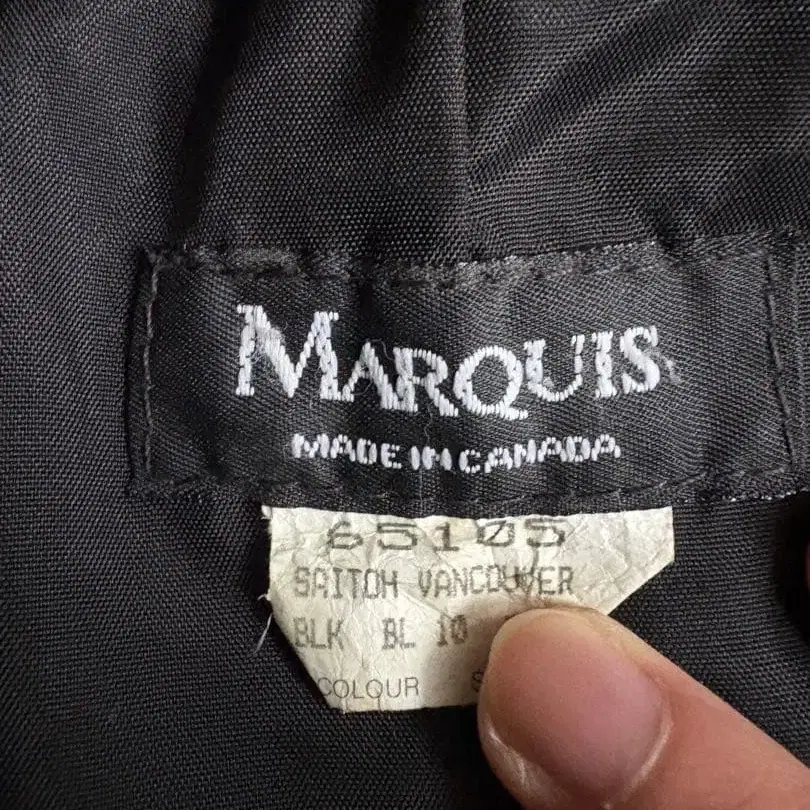 MARQUIS
MADE IN CANADA
65105
SAITOH VANCOUVER
BLK BL 10
COLOUR